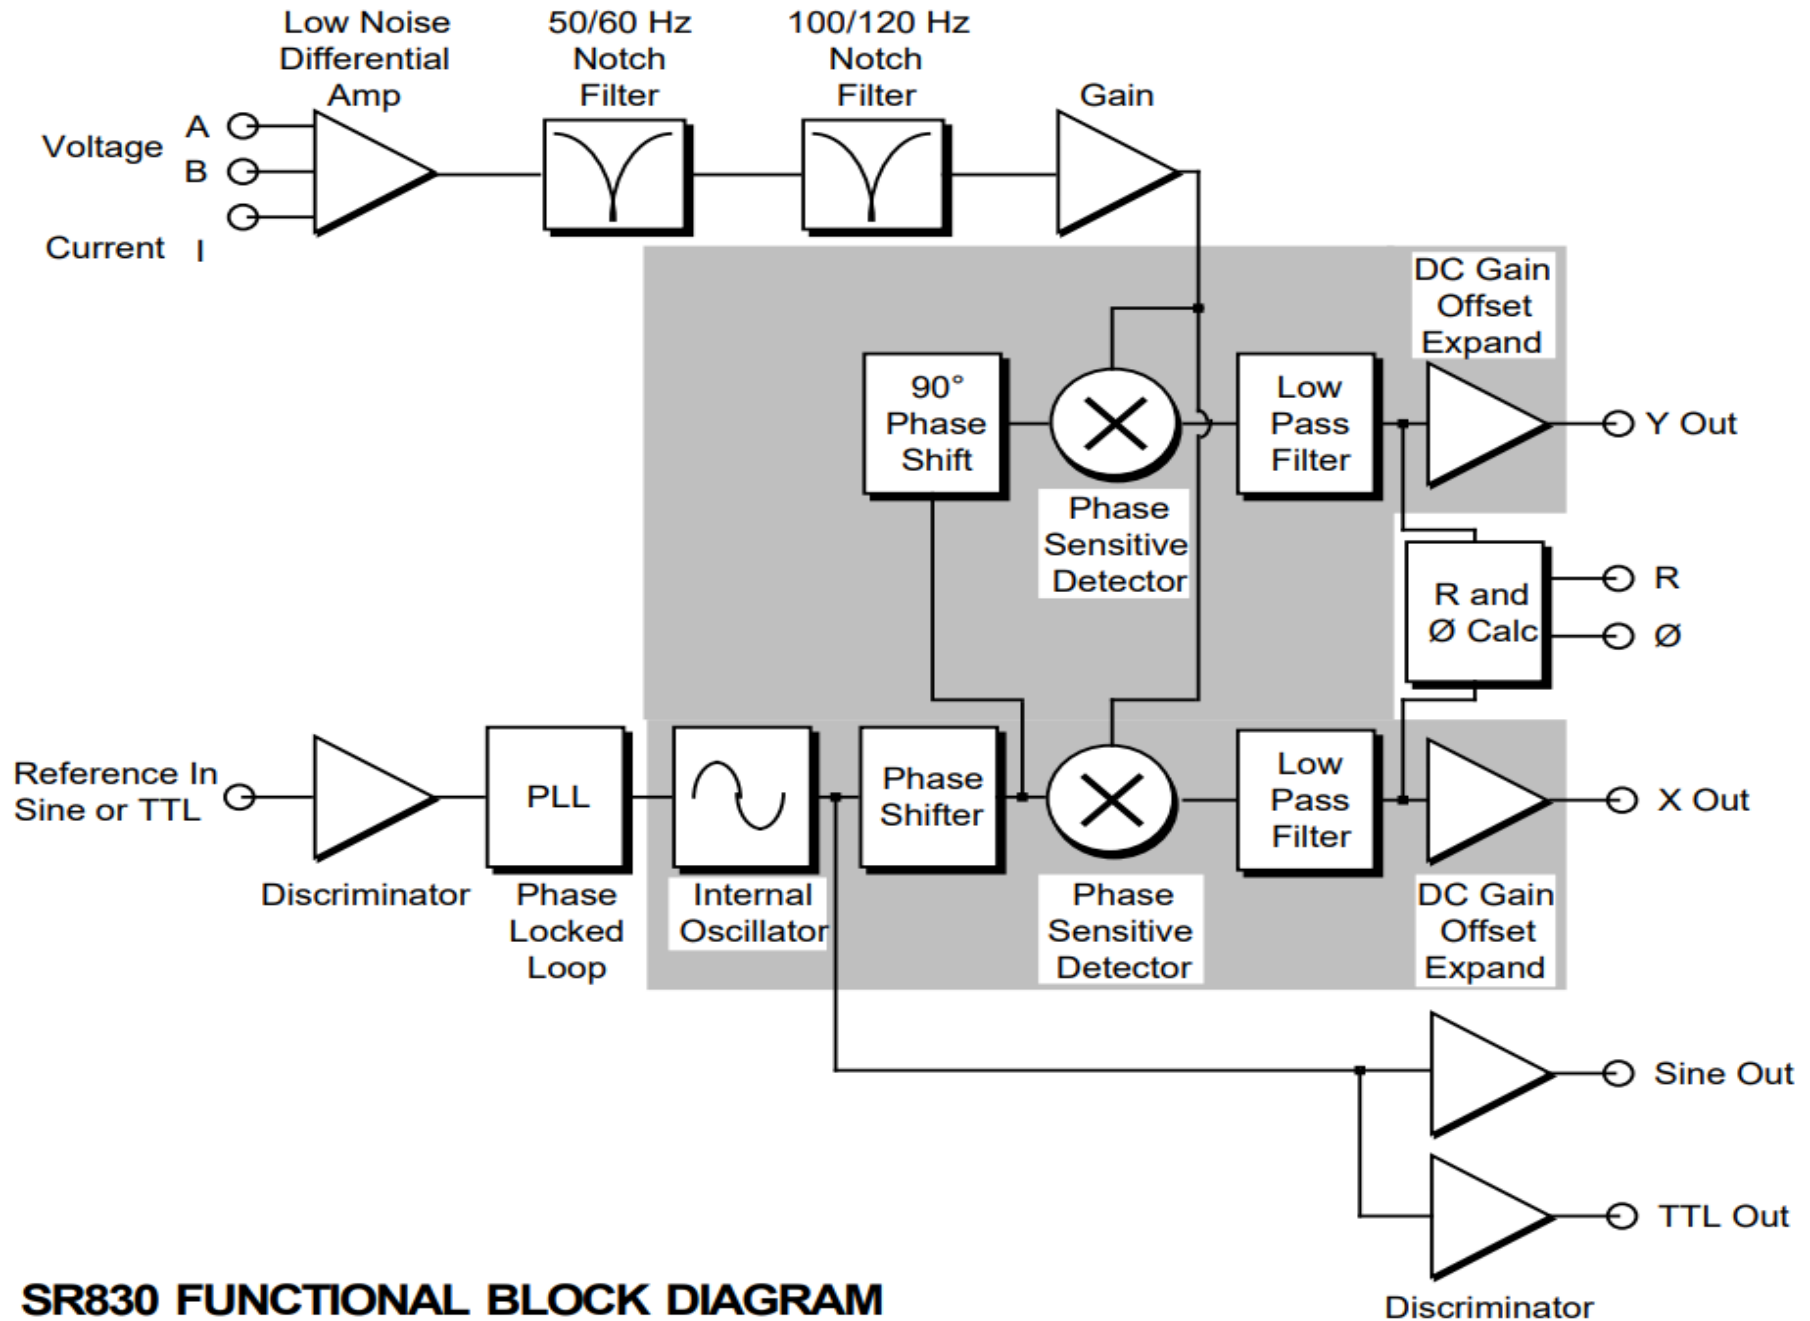 Low Noise
Differential
Amp
50/60 Hz
Notch
Filter
100/120 Hz
Notch
Filter
Gain
Voltage
A
B
Current
I
DC Gain
Offset
Expand
90°
Phase
Shift
Low
Pass
Filter
Y Out
Phase
Sensitive
Detector
R and
Ø Calc
R
Ø
Reference In
Sine or TTL
PLL
Phase
Shifter
Low
Pass
Filter
X Out
Discriminator
Phase
Locked
Loop
Internal
Oscillator
Phase
Sensitive
Detector
DC Gain
Offset
Expand
Sine Out
TTL Out
Discriminator
SR830 FUNCTIONAL BLOCK DIAGRAM